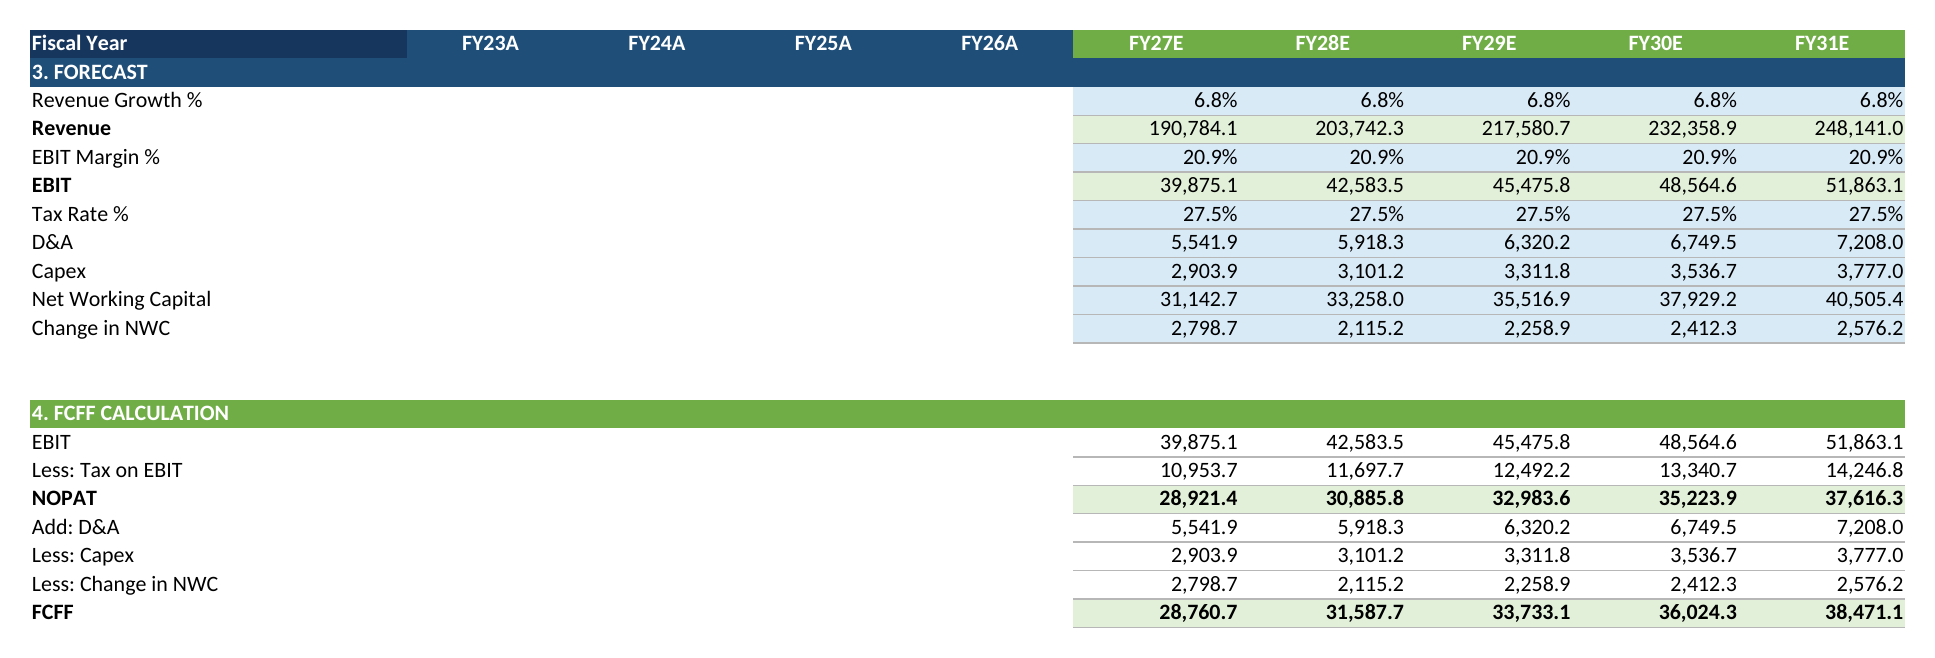 Fiscal Year FY23A FY24A FY25A FY26A FY27E FY28E FY29E FY30E FY31E
3. FORECAST
Revenue Growth % 6.8% 6.8% 6.8% 6.8% 6.8%
Revenue 190,784.1 203,742.3 217,580.7 232,358.9 248,141.0
EBIT Margin % 20.9% 20.9% 20.9% 20.9% 20.9%
EBIT 39,875.1 42,583.5 45,475.8 48,564.6 51,863.1
Tax Rate % 27.5% 27.5% 27.5% 27.5% 27.5%
D&A 5,541.9 5,918.3 6,320.2 6,749.5 7,208.0
Capex 2,903.9 3,101.2 3,311.8 3,536.7 3,777.0
Net Working Capital 31,142.7 33,258.0 35,516.9 37,929.2 40,505.4
Change in NWC 2,798.7 2,115.2 2,258.9 2,412.3 2,576.2
4. FCFF CALCULATION
EBIT 39,875.1 42,583.5 45,475.8 48,564.6 51,863.1
Less: Tax on EBIT 10,953.7 11,697.7 12,492.2 13,340.7 14,246.8
NOPAT 28,921.4 30,885.8 32,983.6 35,223.9 37,616.3
Add: D&A 5,541.9 5,918.3 6,320.2 6,749.5 7,208.0
Less: Capex 2,903.9 3,101.2 3,311.8 3,536.7 3,777.0
Less: Change in NWC 2,798.7 2,115.2 2,258.9 2,412.3 2,576.2
FCFF 28,760.7 31,587.7 33,733.1 36,024.3 38,471.1